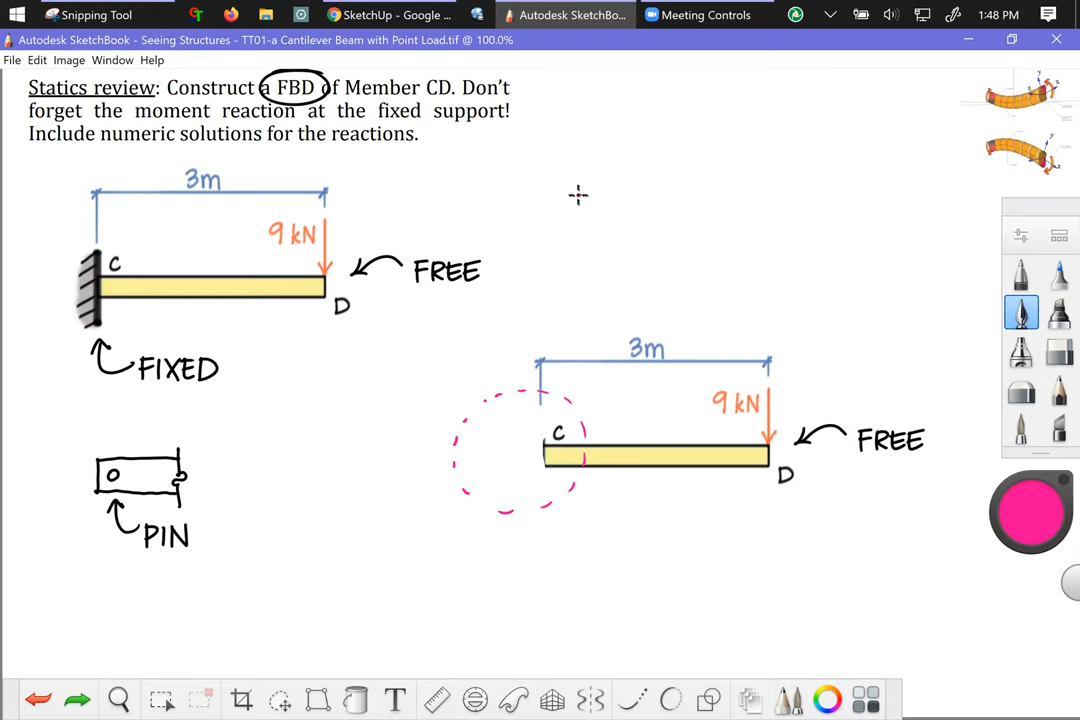 Snipping Tool
SketchUp - Google ...
Autodesk SketchBo...
Meeting Controls
1:48 PM
Autodesk SketchBook - Seeing Structures - TT01-a Cantilever Beam with Point Load.tif @ 100.0%
File Edit Image Window Help
Statics review: Construct a FBD of Member CD. Don't
forget the moment reaction at the fixed support!
Include numeric solutions for the reactions.
3m
9 kN
C
FREE
D
FIXED
3m
9 kN
C
FREE
D
PIN